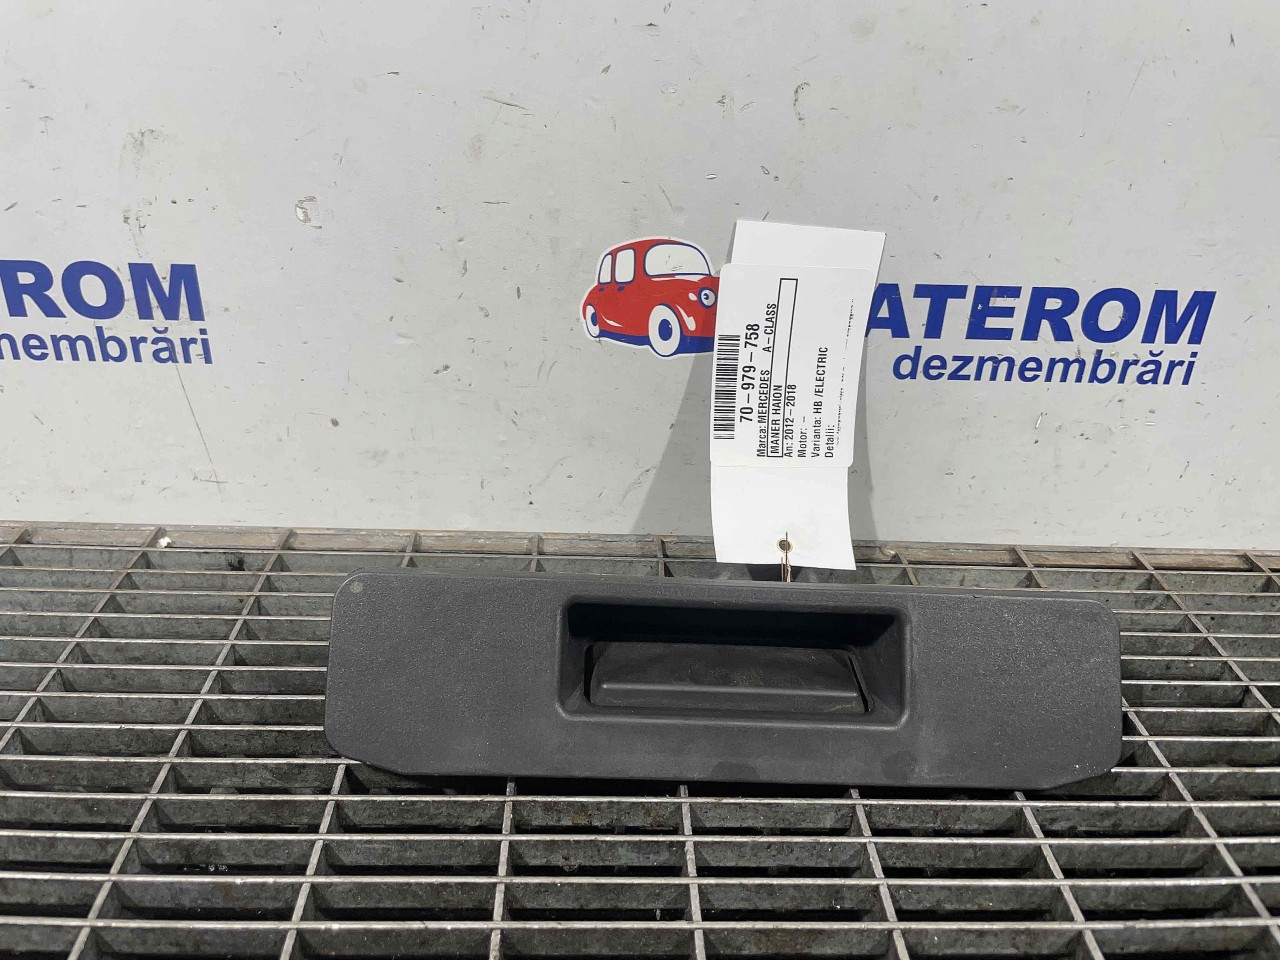 ROM
dezmembrări
ATEROM
dezmembrări
70-979-758
Marca: MERCEDES A-CLASS
MANER HAION
An: 2012-2018
Motor: -
Varianta: HB /ELECTRIC
Detalii: